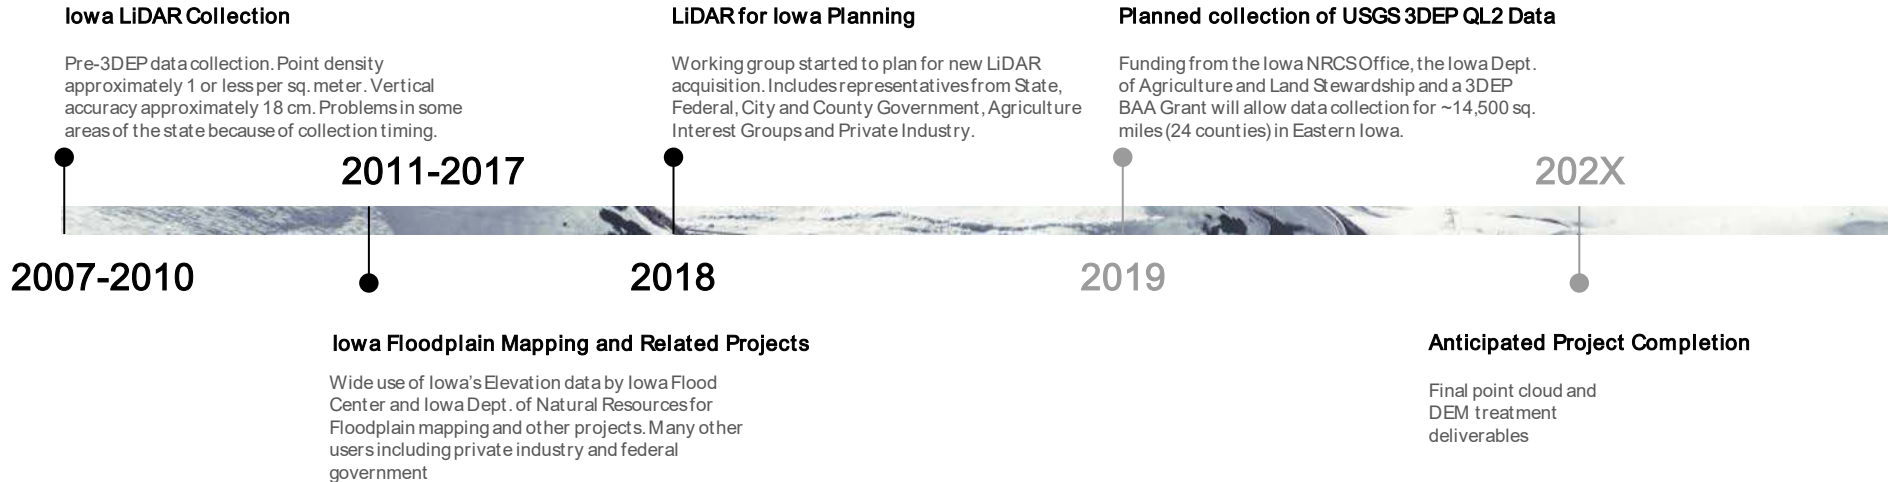 Iowa LiDAR Collection
Pre-3DEP data collection. Point density
approximately 1 or less per sq. meter. Vertical
accuracy approximately 18 cm. Problems in some
areas of the state because of collection timing.
2007-2010
2011-2017
Iowa Floodplain Mapping and Related Projects
Wide use of Iowa's Elevation data by Iowa Flood
Center and Iowa Dept. of Natural Resources for
Floodplain mapping and other projects. Many other
users including private industry and federal
government
LiDAR for Iowa Planning
Working group started to plan for new LiDAR
acquisition. Includes representatives from State,
Federal, City and County Government, Agriculture
Interest Groups and Private Industry.
2018
Planned collection of USGS 3DEP QL2 Data
Funding from the Iowa NRCS Office, the Iowa Dept.
of Agriculture and Land Stewardship and a 3DEP
BAA Grant will allow data collection for ~14,500 sq.
miles (24 counties) in Eastern Iowa.
2019
202X
Anticipated Project Completion
Final point cloud and
DEM treatment
deliverables